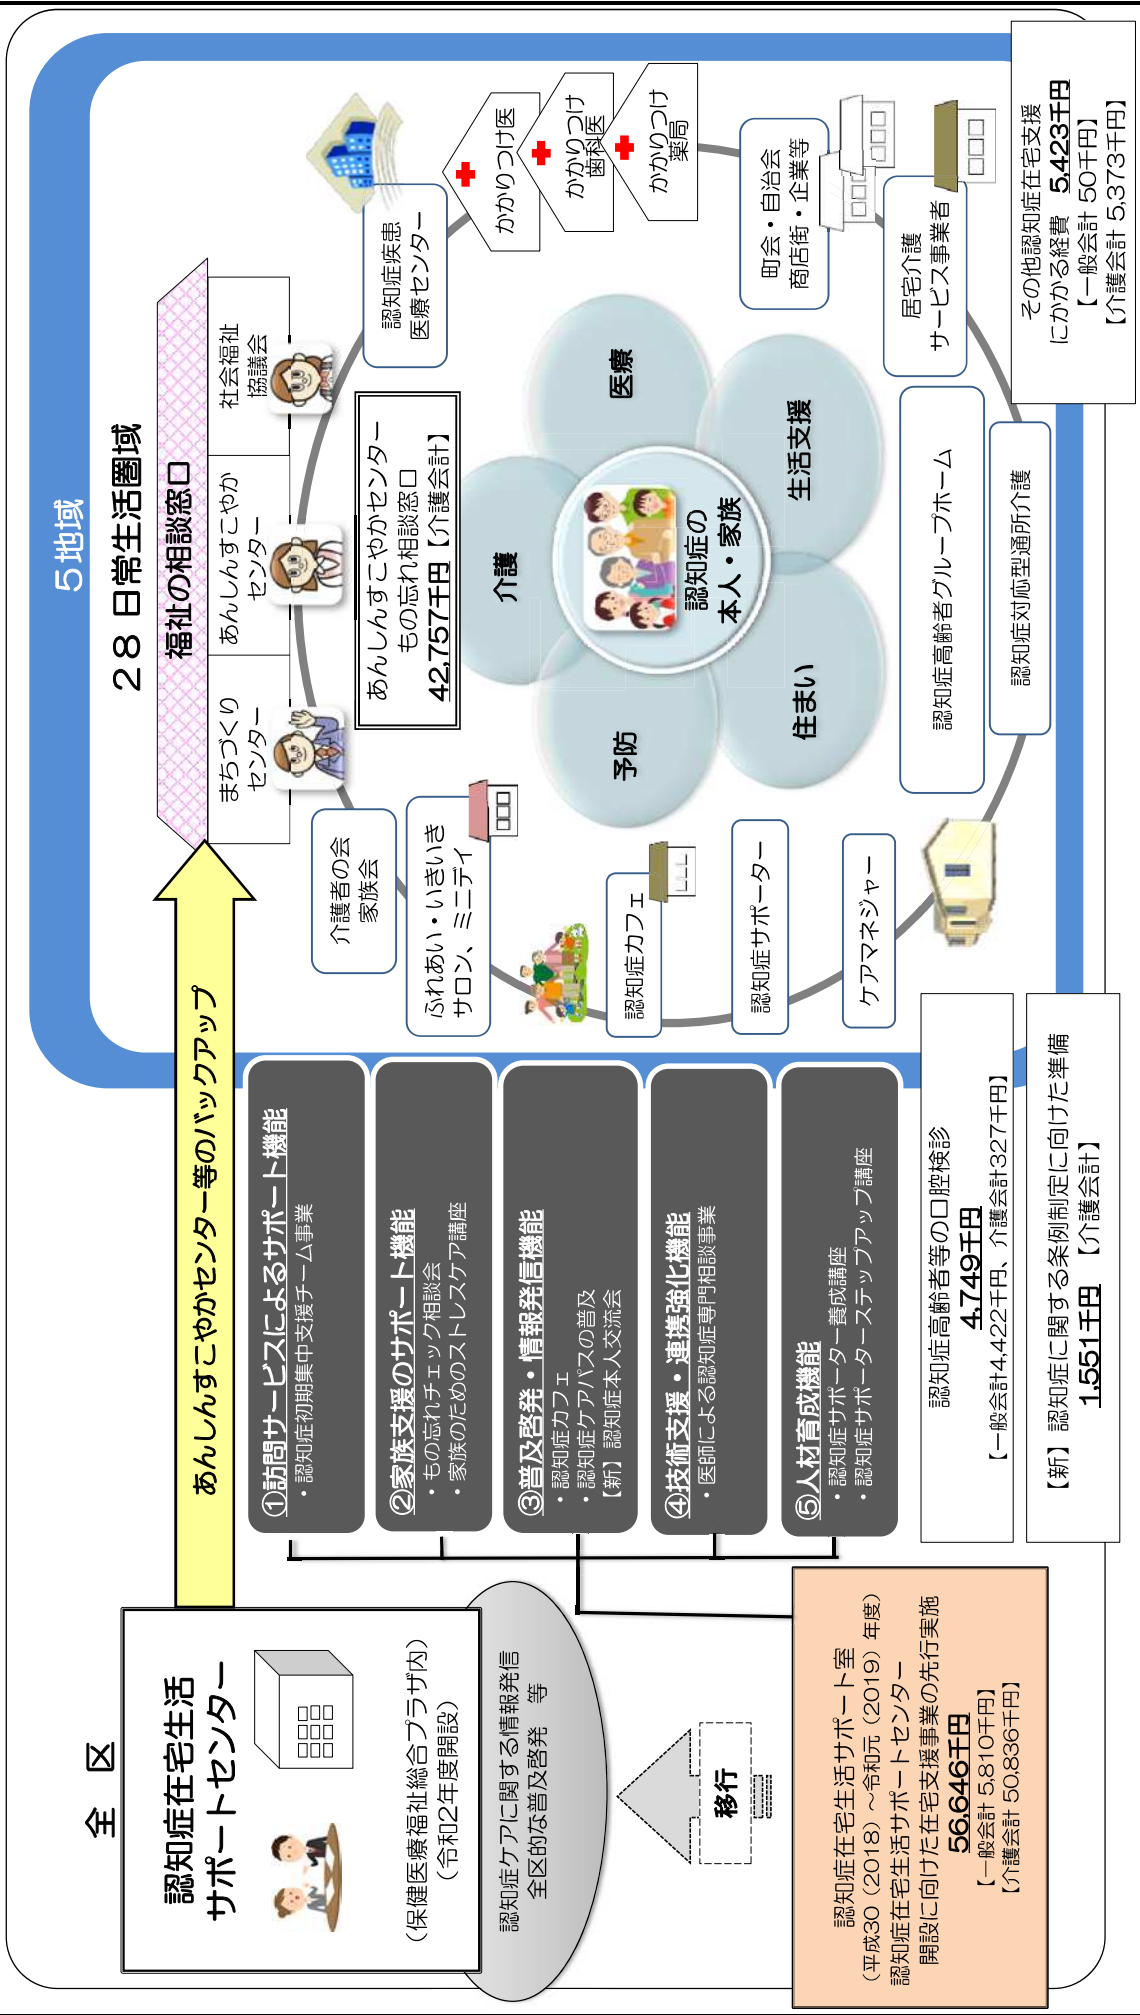 全　区
認知症在宅生活
サポートセンター
（保健医療福祉総合プラザ内）
（令和2年度開設）
認知症ケアに関する情報発信
全区的な普及啓発　等
移行
認知症在宅生活サポート室
（平成30（2018）～令和元（2019）年度）
認知症在宅生活サポートセンター
開設に向けた在宅支援事業の先行実施
56,646千円
【一般会計 5,810千円】
【介護会計 50,836千円】
あんしんすこやかセンター等のバックアップ
①訪問サービスによるサポート機能
・認知症初期集中支援チーム事業
②家族支援のサポート機能
・もの忘れチェック相談会
・家族のためのストレスケア講座
③普及啓発・情報発信機能
・認知症カフェ
・認知症ケアパスの普及
【新】認知症本人交流会
④技術支援・連携強化機能
・医師による認知症専門相談事業
⑤人材育成機能
・認知症サポーター養成講座
・認知症サポーターステップアップ講座
認知症高齢者等の口腔検診
4,749千円
【一般会計4,422千円、介護会計327千円】
【新】認知症に関する条例制定に向けた準備
1,551千円　【介護会計】
５地域
２８日常生活圏域
福祉の相談窓口
まちづくり
センター
あんしんすこやか
センター
社会福祉
協議会
あんしんすこやかセンター
もの忘れ相談窓口
42,757千円【介護会計】
介護者の会
家族会
ふれあい・いきいき
サロン、ミニデイ
認知症カフェ
認知症サポーター
ケアマネジャー
介護
予防
医療
住まい
生活支援
認知症の
本人・家族
認知症疾患
医療センター
かかりつけ医
かかりつけ
歯科医
かかりつけ
薬局
町会・自治会
商店街・企業等
居宅介護
サービス事業者
認知症高齢者グループホーム
認知症対応型通所介護
その他認知症在宅支援
にかかる経費　5,423千円
【一般会計 50千円】
【介護会計 5,373千円】